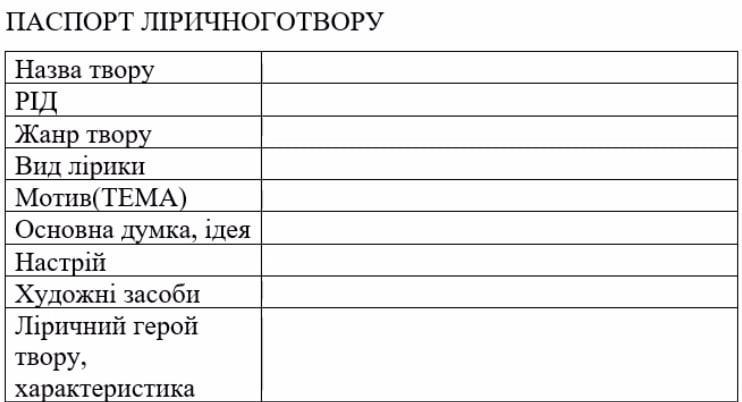 ПАСПОРТ ЛІРИЧНОГОТВОРУ
Назва твору
РІД
Жанр твору
Вид лірики
Мотив(ТЕМА)
Основна думка, ідея
Настрій
Художні засоби
Ліричний герой
твору,
характеристика